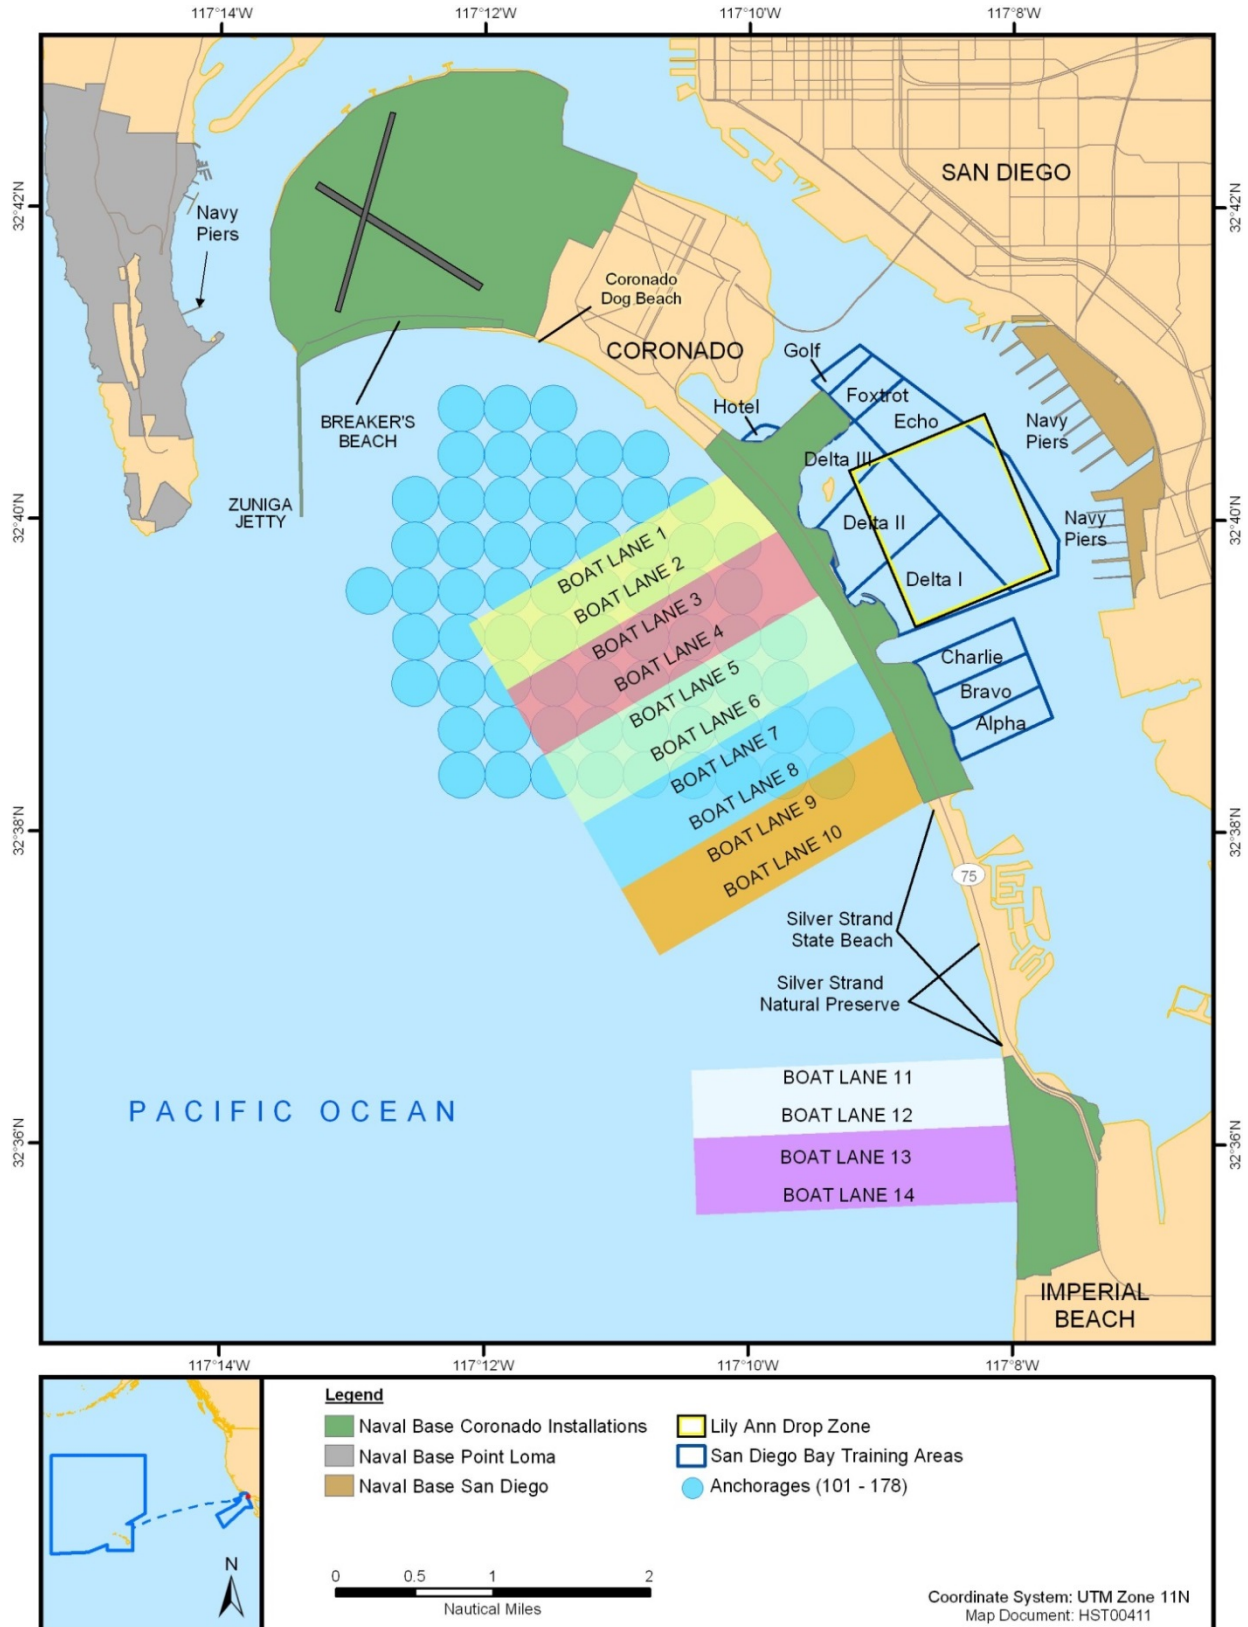 117°14'W
117°12'W
117°10'W
117°8'W
32°42'N
32°42'N
SAN DIEGO
Navy
Piers
Coronado
Dog Beach
CORONADO
Golf
Foxtrot
Hotel
Echo
BREAKER'S
BEACH
Navy
Piers
Delta III
ZUNIGA
JETTY
32°40'N
32°40'N
Delta II
Navy
Piers
BOAT LANE 1
BOAT LANE 2
Delta I
BOAT LANE 3
BOAT LANE 4
Charlie
BOAT LANE 5
Bravo
BOAT LANE 6
Alpha
BOAT LANE 7
BOAT LANE 8
BOAT LANE 9
32°38'N
32°38'N
BOAT LANE 10
75
Silver Strand
State Beach
Silver Strand
Natural Preserve
BOAT LANE 11
PACIFIC OCEAN
BOAT LANE 12
32°36'N
32°36'N
BOAT LANE 13
BOAT LANE 14
IMPERIAL
BEACH
117°14'W
117°12'W
117°10'W
117°8'W
Legend
Naval Base Coronado Installations
Naval Base Point Loma
Naval Base San Diego
Lily Ann Drop Zone
San Diego Bay Training Areas
Anchorages (101 - 178)
N
0 0.5 1 2
Nautical Miles
Coordinate System: UTM Zone 11N
Map Document: HST00411